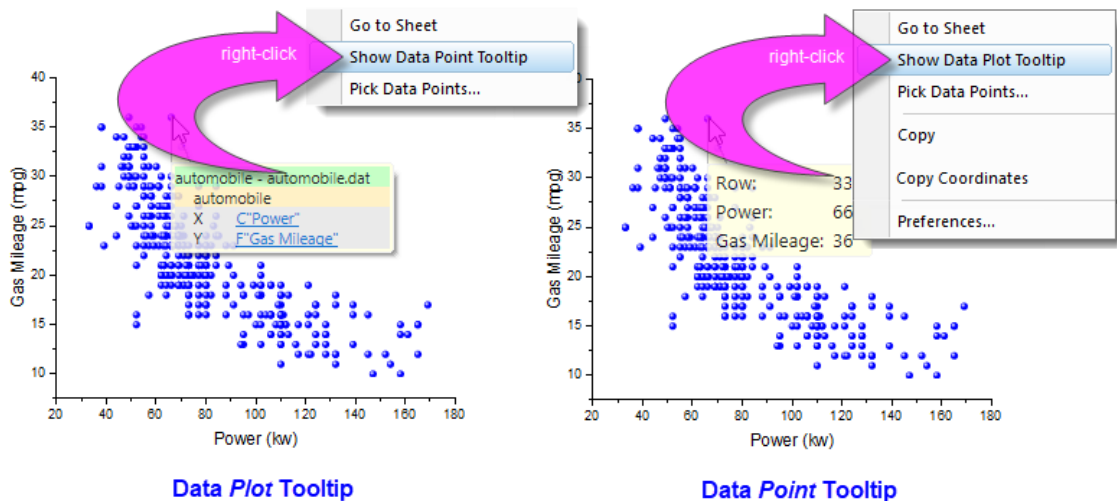 Go to Sheet
Show Data Point Tooltip
Pick Data Points...
right-click
40
35
30
25
20
15
10
Gas Mileage (mpg)
automobile - automobile.dat
automobile
X C"Power"
Y F"Gas Mileage"
20 40 60 80 100 120 140 160 180
Power (kw)
Data Plot Tooltip
Go to Sheet
Show Data Plot Tooltip
Pick Data Points...
Copy
Copy Coordinates
Preferences...
right-click
40
35
30
25
20
15
10
Gas Mileage (mpg)
Row: 33
Power: 66
Gas Mileage: 36
20 40 60 80 100 120 140 160 180
Power (kw)
Data Point Tooltip